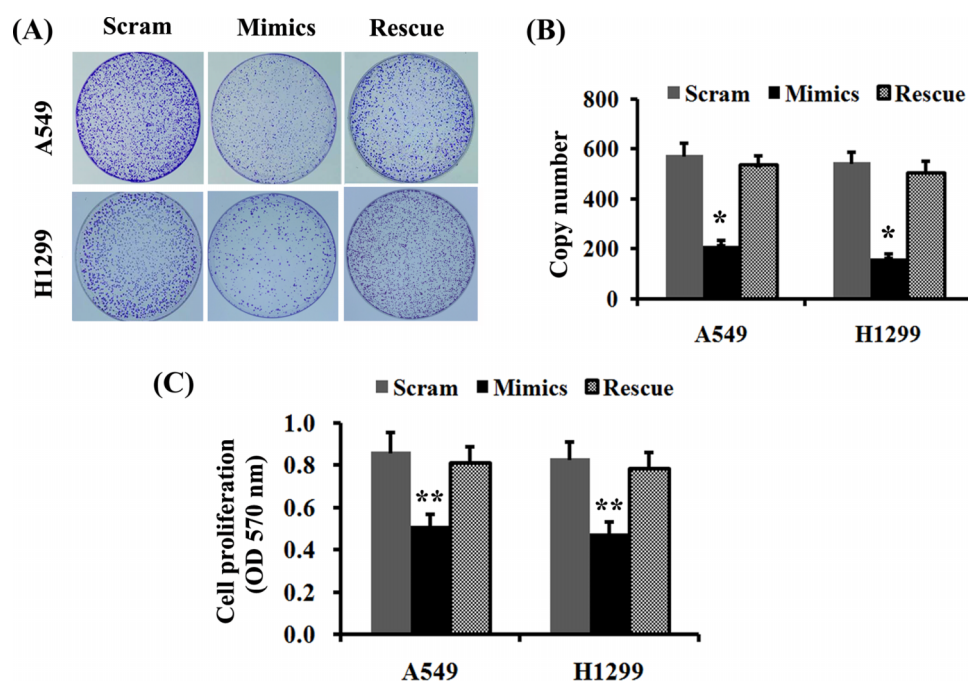 (A)
Scram Mimics Rescue
A549
H1299
(B)
Scram Mimics Rescue
Copy number
800
600
400
200
0
* *
A549 H1299
(C)
Scram Mimics Rescue
Cell proliferation
(OD 570 nm)
1.0
0.8
0.6
0.4
0.2
0.0
** **
A549 H1299